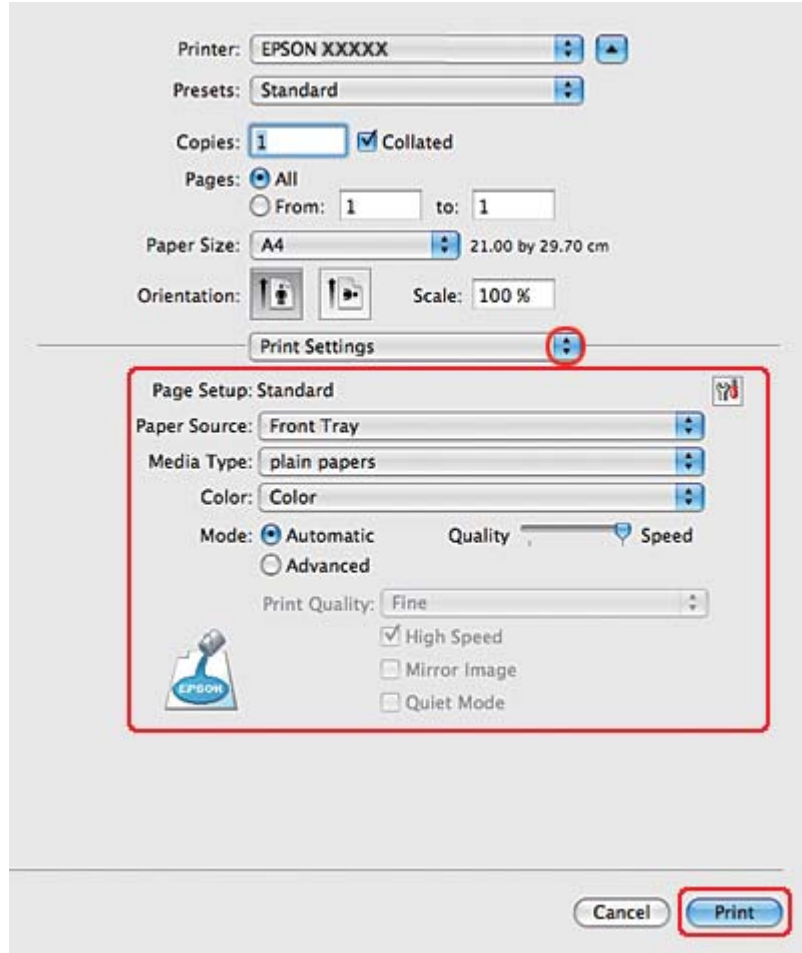 Printer: EPSON XXXXX
Presets: Standard
Copies: 1 Collated
Pages: All
From: 1 to: 1
Paper Size: A4 21.00 by 29.70 cm
Orientation: Scale: 100 %
Print Settings
Page Setup: Standard
Paper Source: Front Tray
Media Type: plain papers
Color: Color
Mode: Automatic Quality Speed
Advanced
Print Quality: Fine
High Speed
Mirror Image
EPSON
Quiet Mode
Cancel Print